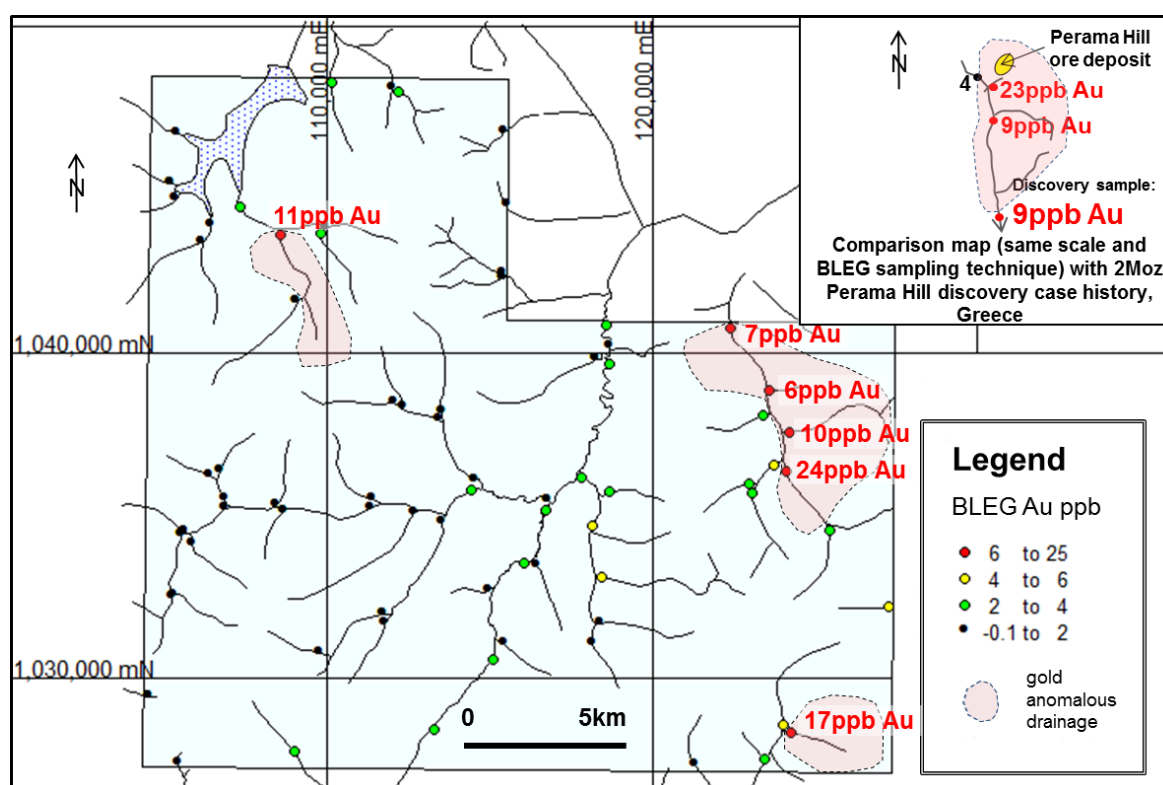 110,000 mE
120,000 mE
N
1,040,000 mN
1,030,000 mN
11ppb Au
7ppb Au
6ppb Au
10ppb Au
24ppb Au
17ppb Au
0 5km
N
Perama Hill
ore deposit
4
23ppb Au
9ppb Au
Discovery sample:
9ppb Au
Comparison map (same scale and
BLEG sampling technique) with 2Moz
Perama Hill discovery case history,
Greece
Legend
BLEG Au ppb
6 to 25
4 to 6
2 to 4
-0.1 to 2
gold
anomalous
drainage